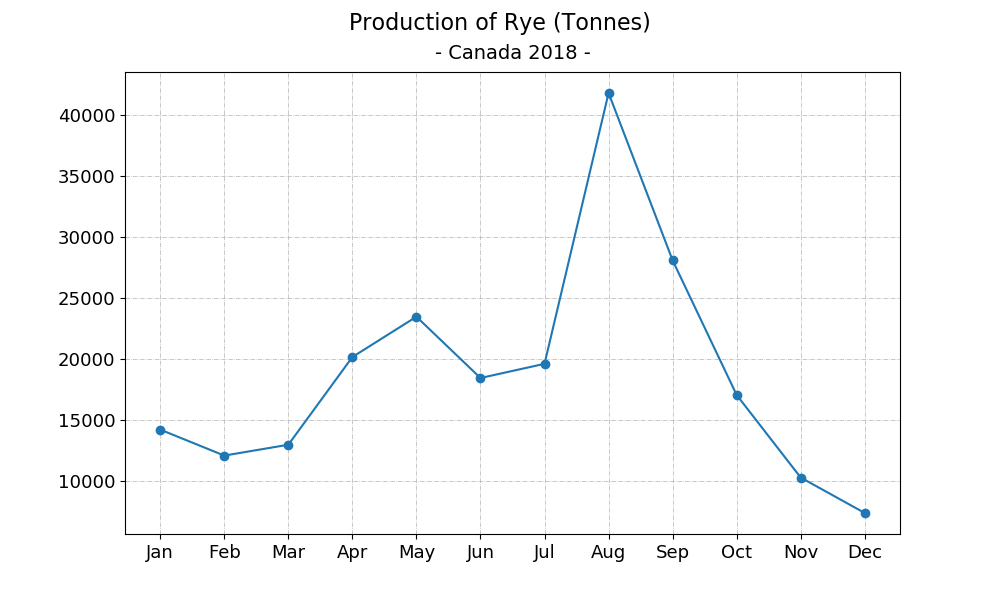 Production of Rye (Tonnes)
- Canada 2018 -
40000
35000
30000
25000
20000
15000
10000
Jan Feb Mar Apr May Jun Jul Aug Sep Oct Nov Dec